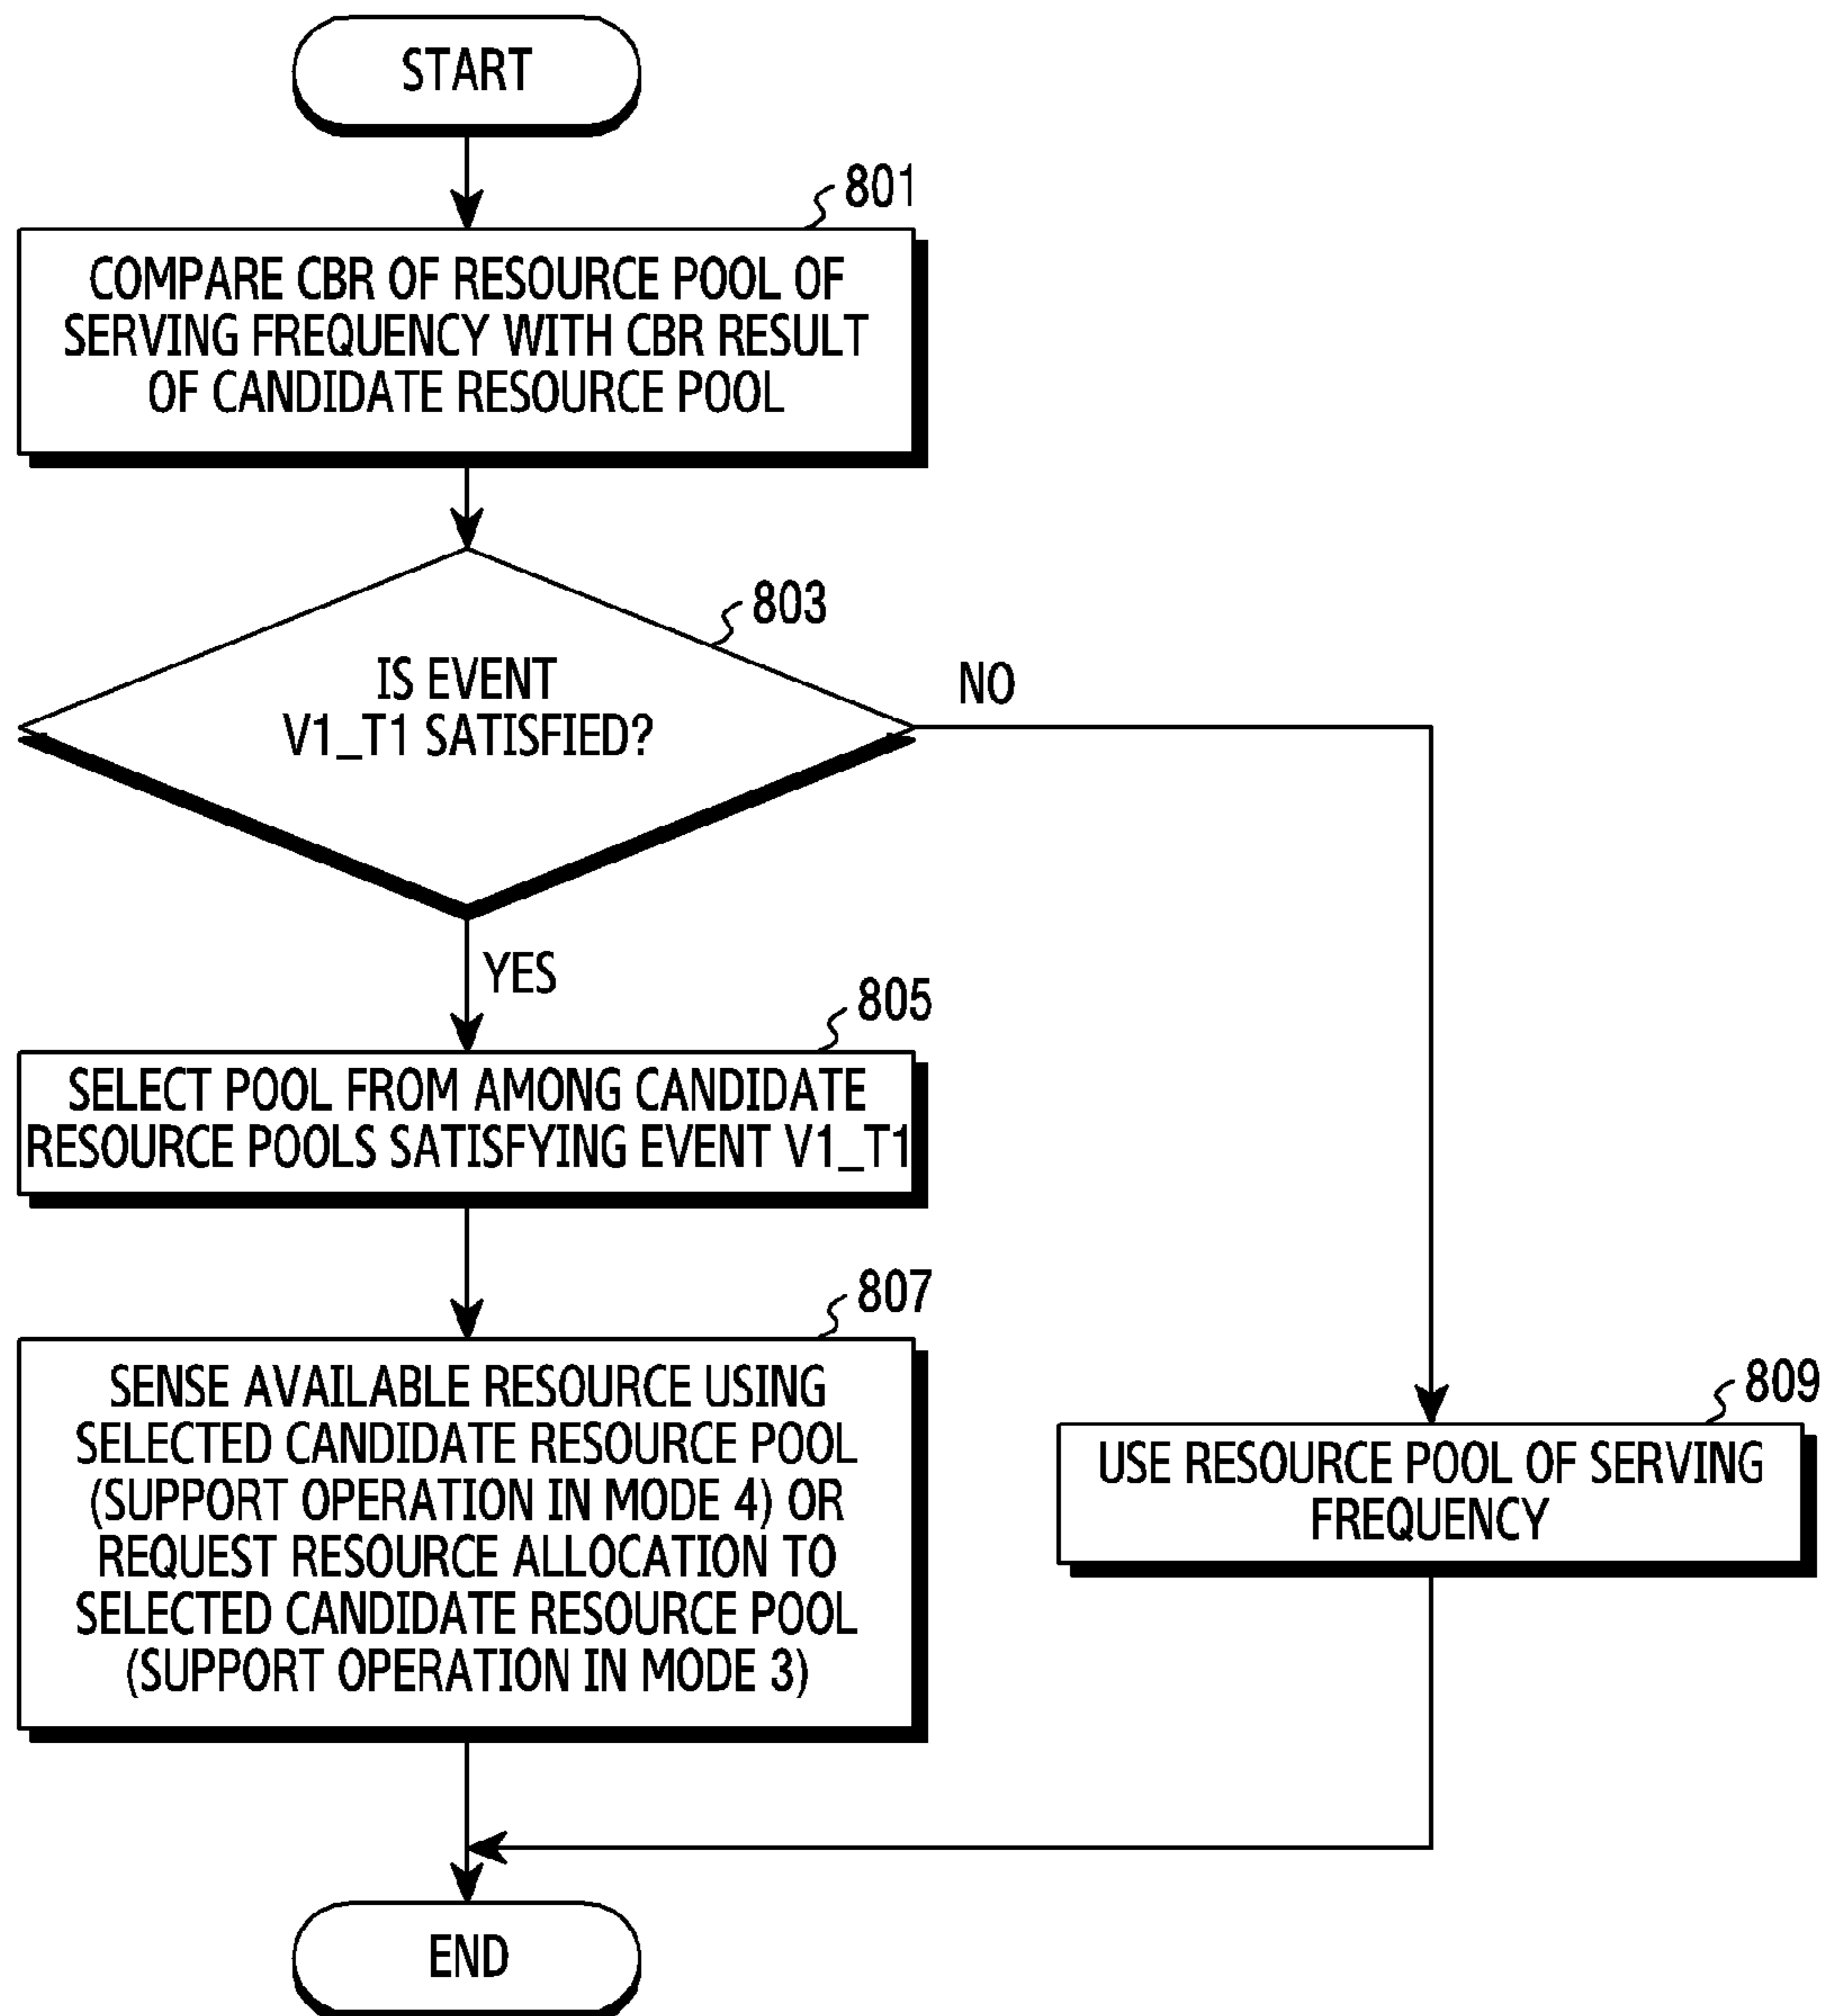 START
801
COMPARE CBR OF RESOURCE POOL OF
SERVING FREQUENCY WITH CBR RESULT
OF CANDIDATE RESOURCE POOL
803
IS EVENT
V1_T1 SATISFIED?
NO
YES
805
SELECT POOL FROM AMONG CANDIDATE
RESOURCE POOLS SATISFYING EVENT V1_T1
807
SENSE AVAILABLE RESOURCE USING
SELECTED CANDIDATE RESOURCE POOL
(SUPPORT OPERATION IN MODE 4) OR
REQUEST RESOURCE ALLOCATION TO
SELECTED CANDIDATE RESOURCE POOL
(SUPPORT OPERATION IN MODE 3)
809
USE RESOURCE POOL OF SERVING
FREQUENCY
END